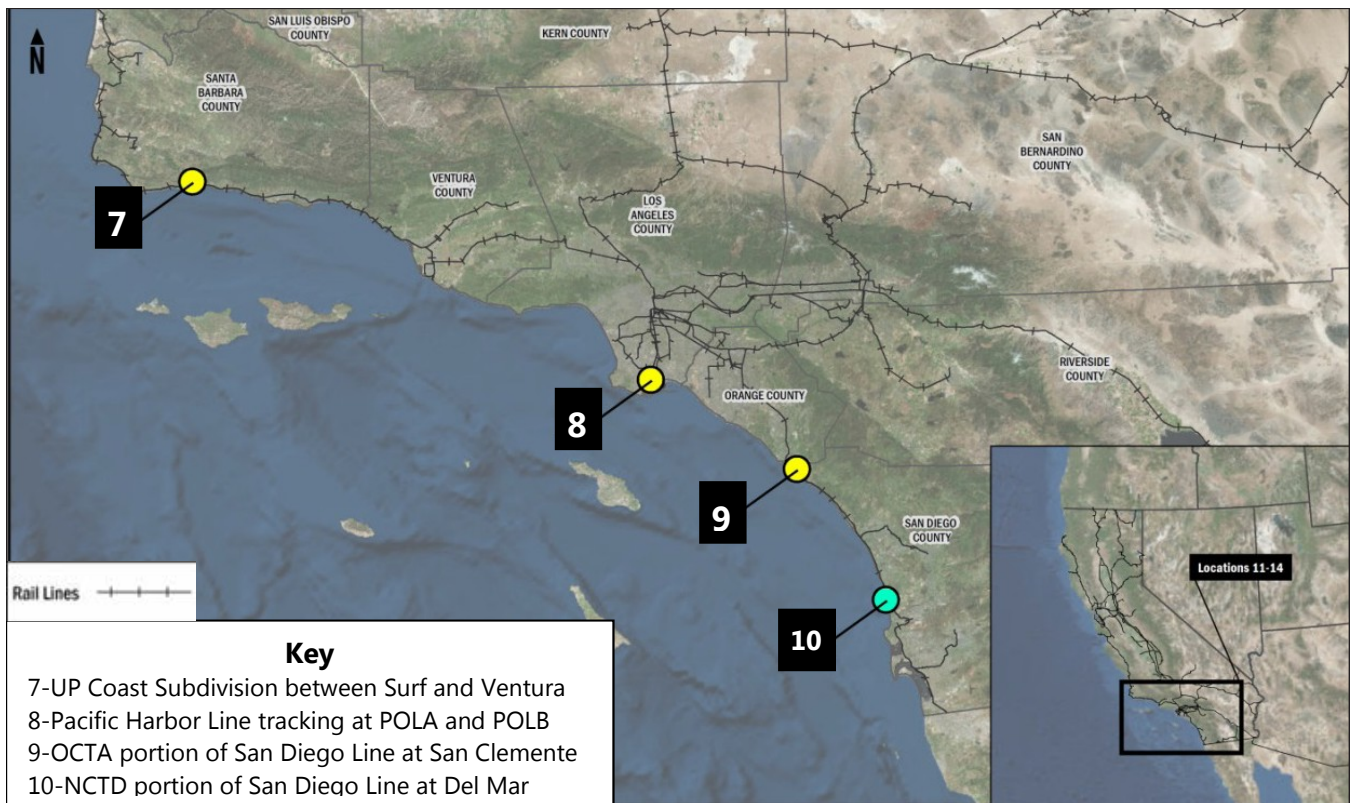 N
SAN LUIS OBISPO
COUNTY
KERN COUNTY
SANTA
BARBARA
COUNTY
SAN
BERNARDINO
COUNTY
VENTURA
COUNTY
LOS
ANGELES
COUNTY
7
RIVERSIDE
COUNTY
ORANGE COUNTY
8
9
SAN DIEGO
COUNTY
10
Locations 11-14
Rail Lines
Key
7-UP Coast Subdivision between Surf and Ventura
8-Pacific Harbor Line tracking at POLA and POLB
9-OCTA portion of San Diego Line at San Clemente
10-NCTD portion of San Diego Line at Del Mar